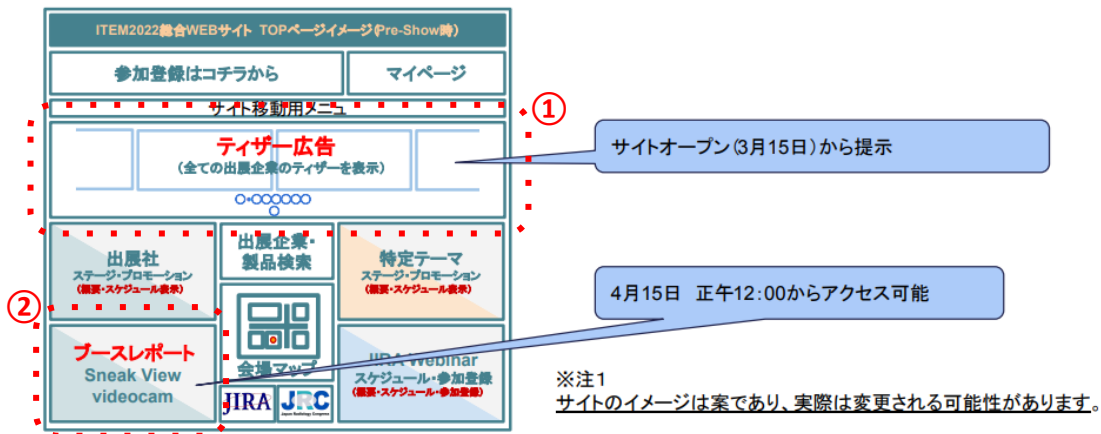 ITEM2022総合WEBサイト TOPページイメージ(Pre-Show時)
参加登録はコチラから
マイページ
サイト移動用メニュー
①
ティザー広告
(全ての出展企業のティザーを表示)
サイトオープン(3月15日)から提示
出展社
ステージ・プロモーション
(概要・スケジュール表示)
出展企業・
製品検索
特定テーマ
ステージ・プロモーション
(概要・スケジュール表示)
4月15日 正午12:00からアクセス可能
②
ブースレポート
Sneak View
videocam
会場マップ
JIRA Webinar
スケジュール・参加登録
(概要・スケジュール・参加登録)
JIRA
JRC
Japan Radiology Congress
※注1
サイトのイメージは案であり、実際は変更される可能性があります。